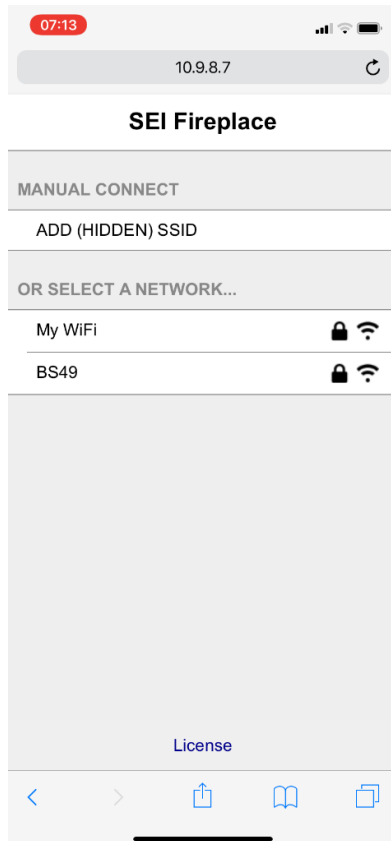 07:13
10.9.8.7
SEI Fireplace
MANUAL CONNECT
ADD (HIDDEN) SSID
OR SELECT A NETWORK...
My WiFi
BS49
License